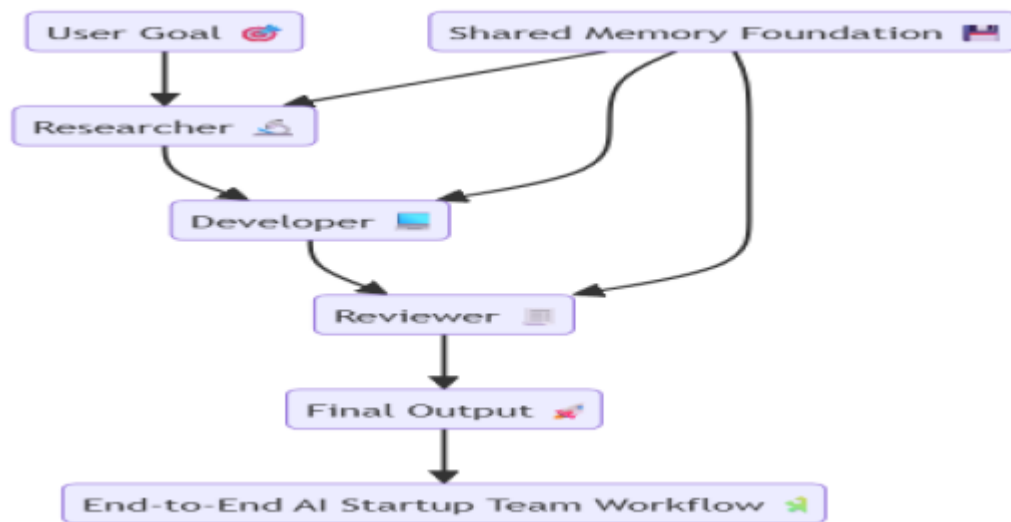 User Goal 🎯
Shared Memory Foundation 💾
Researcher 🔬
Developer 💻
Reviewer
Final Output 🚀
End-to-End AI Startup Team Workflow